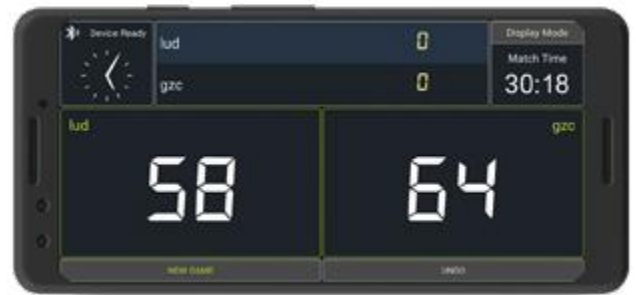 Device Ready
lud 0
gzc 0
Display Mode
Match Time
30:18
lud
gzc
58
64
NEW GAME
UNDO